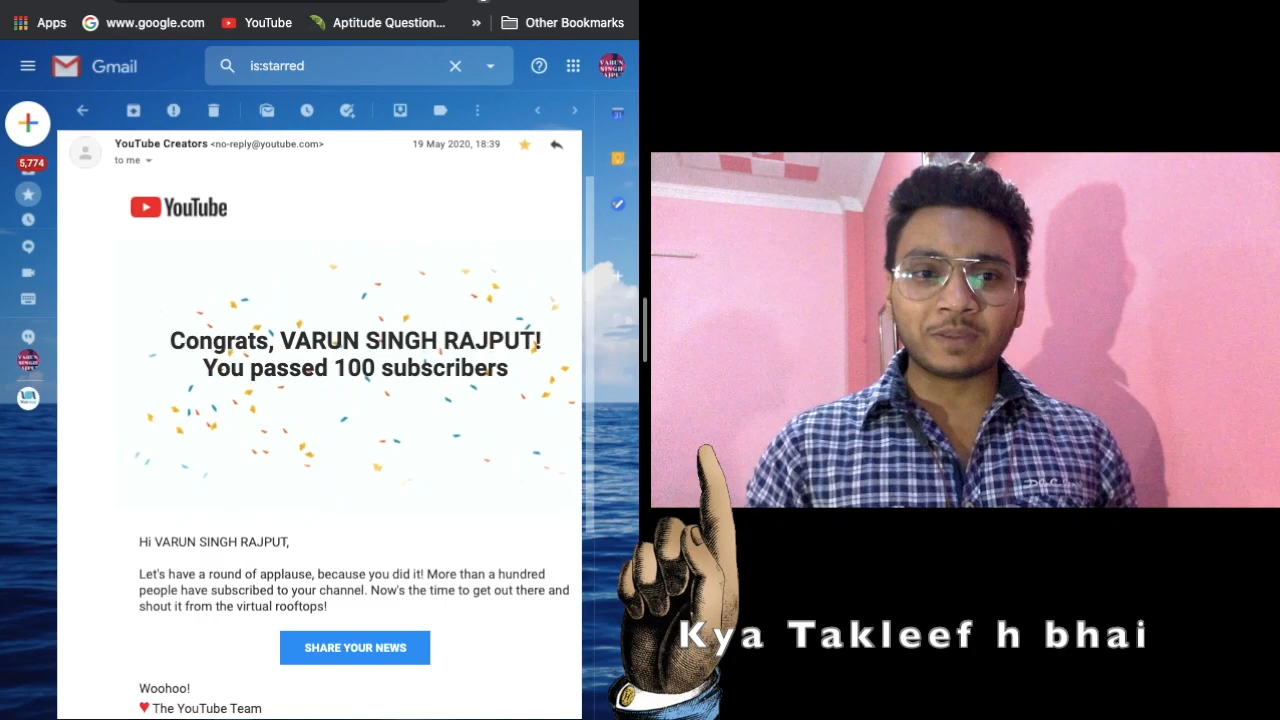 Apps
www.google.com
YouTube
Aptitude Question...
»
Other Bookmarks
Gmail
is:starred
5,774
YouTube Creators <no-reply@youtube.com>
19 May 2020, 18:39
to me
YouTube
Congrats, VARUN SINGH RAJPUT!
You passed 100 subscribers
Hi VARUN SINGH RAJPUT,
Let's have a round of applause, because you did it! More than a hundred
people have subscribed to your channel. Now's the time to get out there and
shout it from the virtual rooftops!
SHARE YOUR NEWS
Woohoo!
The YouTube Team
Kya Takleef h bhai